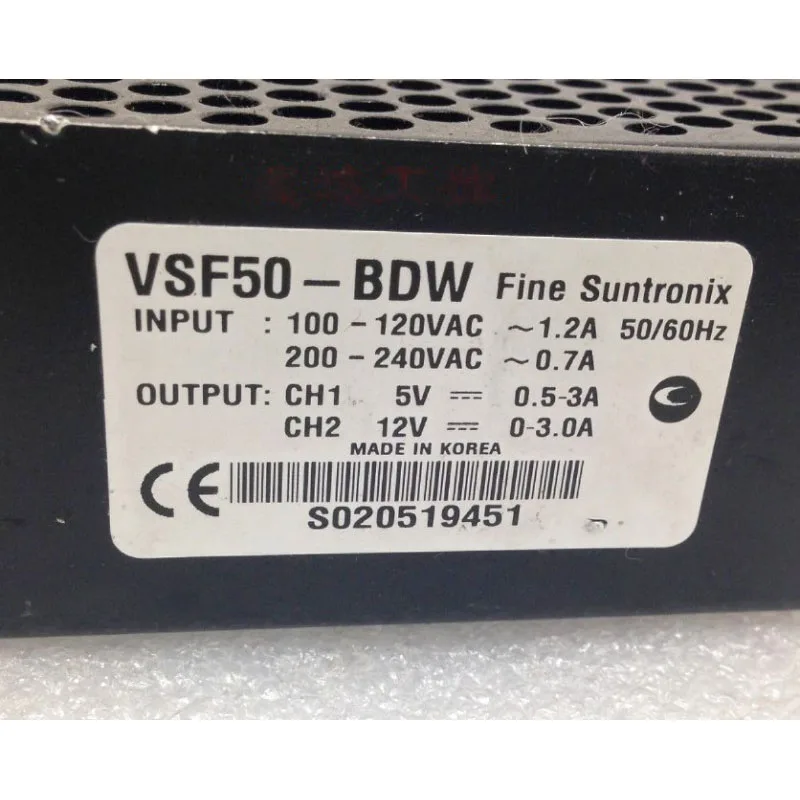 VSF50-BDW Fine Suntronix
INPUT : 100-120VAC ~1.2A 50/60Hz
200-240VAC ~0.7A
OUTPUT: CH1 5V ⎓ 0.5-3A
CH2 12V ⎓ 0-3.0A
MADE IN KOREA
CE
S020519451